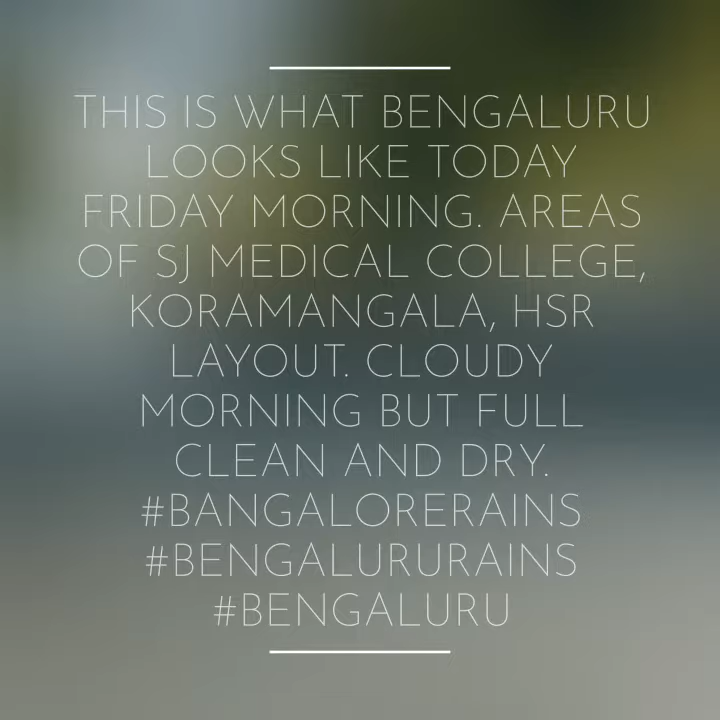 THIS IS WHAT BENGALURU
LOOKS LIKE TODAY
FRIDAY MORNING. AREAS
OF SJ MEDICAL COLLEGE,
KORAMANGALA, HSR
LAYOUT. CLOUDY
MORNING BUT FULL
CLEAN AND DRY.
#BANGALORERAINS
#BENGALURURAINS
#BENGALURU